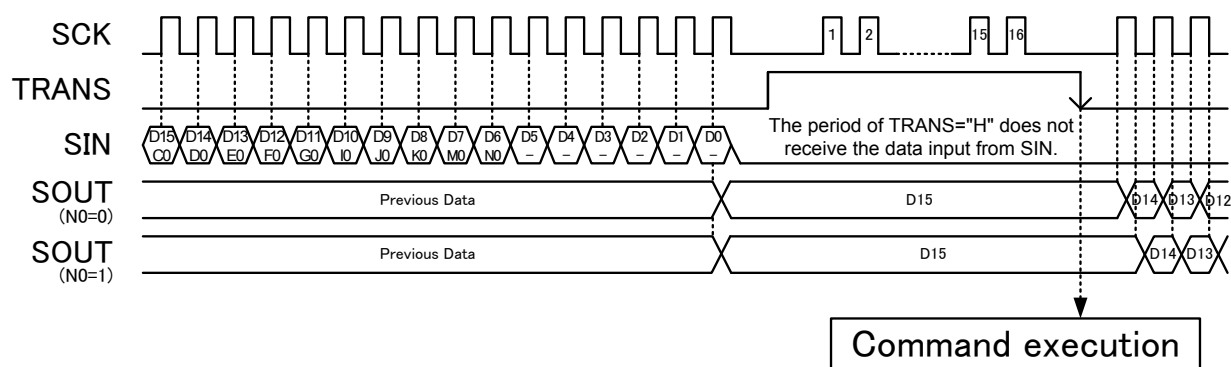 SCK 1 2 15 16
TRANS
SIN D15 D14 D13 D12 D11 D10 D9 D8 D7 D6 D5 D4 D3 D2 D1 D0
C0 D0 E0 F0 G0 I0 J0 K0 M0 N0 - - - - - -
The period of TRANS="H" does not
receive the data input from SIN.
SOUT Previous Data D15 D14 D13 D12
(N0=0)
SOUT Previous Data D15 D14 D13
(N0=1)
Command execution